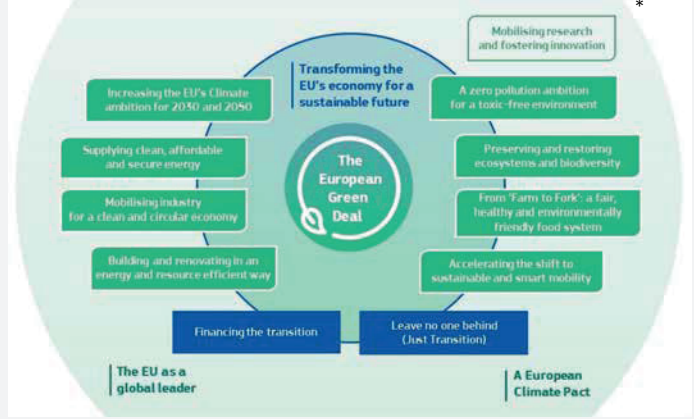 *
Mobilising research
and fostering innovation
Transforming the
EU's economy for a
sustainable future
Increasing the EU's Climate
ambition for 2030 and 2050
A zero pollution ambition
for a toxic-free environment
Supplying clean, affordable
and secure energy
Preserving and restoring
ecosystems and biodiversity
The
European
Green
Deal
Mobilising industry
for a clean and circular economy
From 'Farm to Fork': a fair,
healthy and environmentally
friendly food system
Building and renovating in an
energy and resource efficient way
Accelerating the shift to
sustainable and smart mobility
Financing the transition
Leave no one behind
(Just Transition)
The EU as a
global leader
A European
Climate Pact